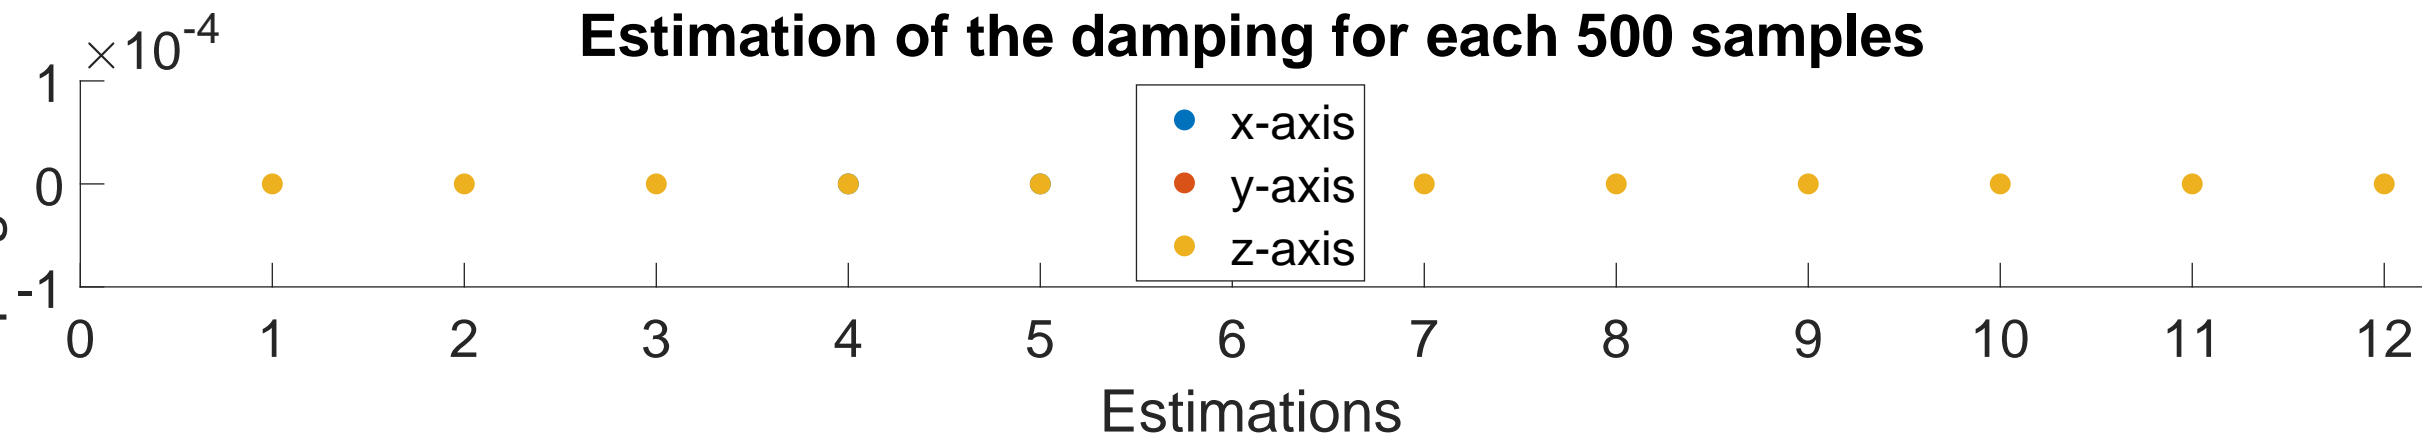 Estimation of the damping for each 500 samples
×10-4
1
0
-1
x-axis
y-axis
z-axis
0 1 2 3 4 5 6 7 8 9 10 11 12
Estimations